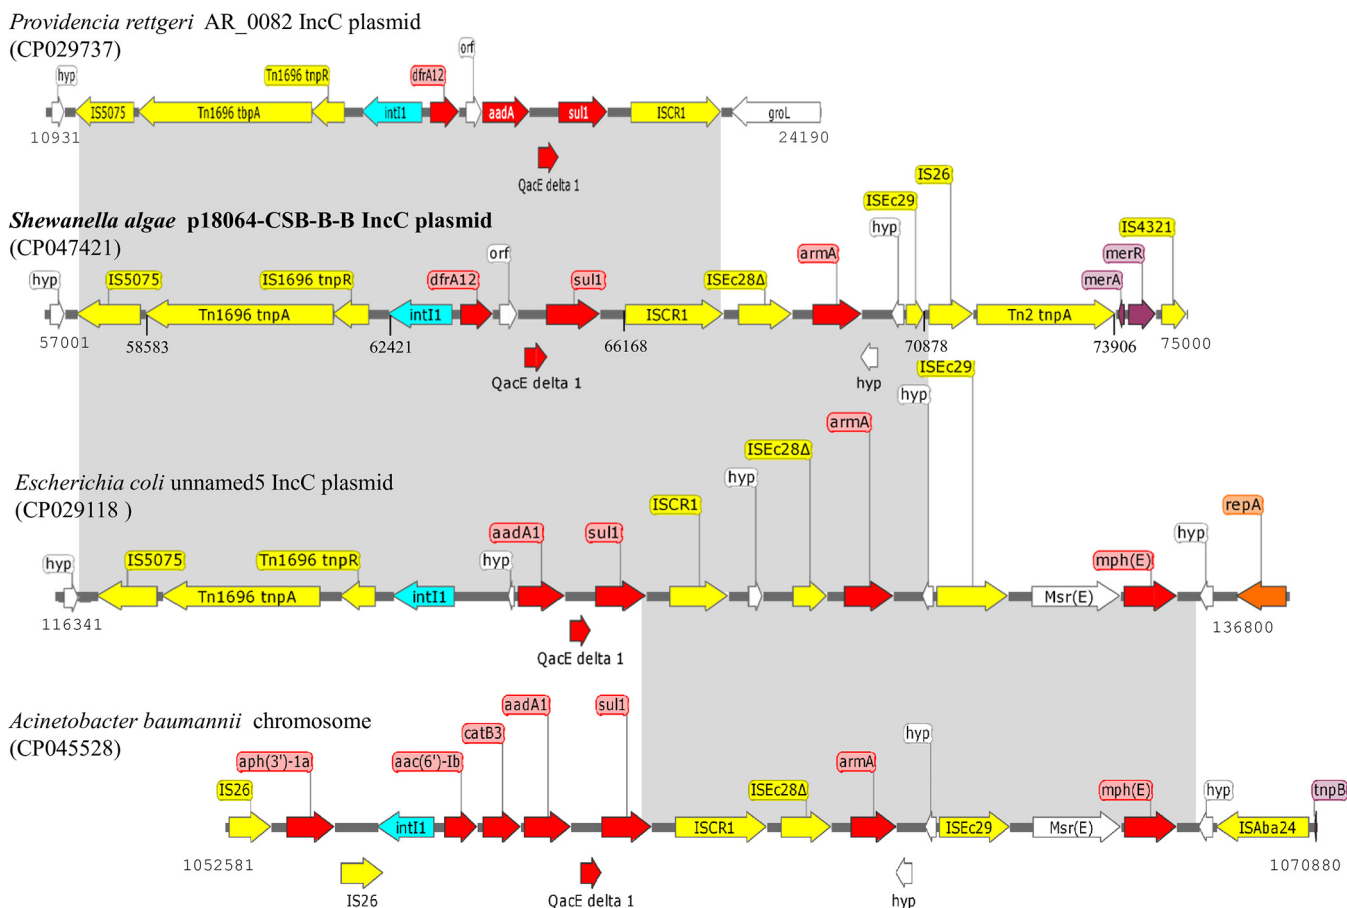 Providencia rettgeri AR_0082 IncC plasmid
(CP029737)
orf
hyp
Tn1696 tnpR
dfrA12
IS5075
Tn1696 tbpA
intI1
aadA
sul1
ISCR1
groL
10931
24190
QacE delta 1
IS26
ISEc29
Shewanella algae p18064-CSB-B-B IncC plasmid
(CP047421)
hyp
IS4321
orf
armA
merR
hyp
IS5075
IS1696 tnpR
dfrA12
sul1
ISEc28Δ
merA
Tn1696 tnpA
intI1
ISCR1
Tn2 tnpA
57001
58583
62421
66168
70878
73906
75000
QacE delta 1
hyp
ISEc29
hyp
armA
ISEc28Δ
Escherichia coli unnamed5 IncC plasmid
(CP029118 )
hyp
ISCR1
repA
aadA1
sul1
hyp
hyp
IS5075
Tn1696 tnpR
hyp
mph(E)
Tn1696 tnpA
intI1
Msr(E)
116341
136800
QacE delta 1
Acinetobacter baumannii chromosome
(CP045528)
aadA1
sul1
catB3
hyp
aph(3')-1a
aac(6')-Ib
armA
IS26
ISEc28Δ
mph(E)
hyp
tnpB
intI1
ISCR1
ISEc29
Msr(E)
ISAba24
1052581
1070880
IS26
QacE delta 1
hyp